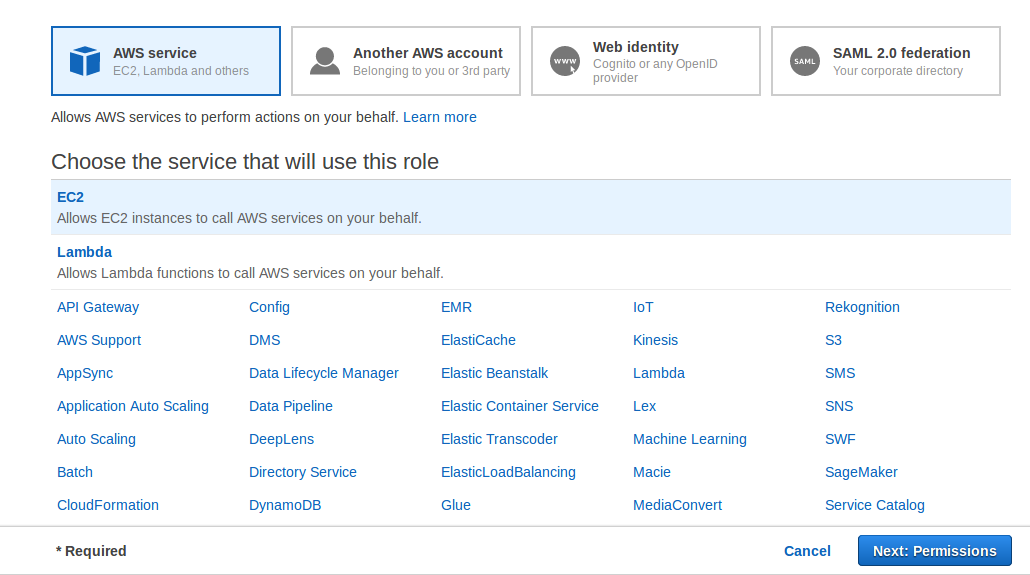 AWS service
EC2, Lambda and others
Another AWS account
Belonging to you or 3rd party
www
Web identity
Cognito or any OpenID
provider
SAML
SAML 2.0 federation
Your corporate directory
Allows AWS services to perform actions on your behalf. Learn more
Choose the service that will use this role
EC2
Allows EC2 instances to call AWS services on your behalf.
Lambda
Allows Lambda functions to call AWS services on your behalf.
API Gateway Config EMR IoT Rekognition
AWS Support DMS ElastiCache Kinesis S3
AppSync Data Lifecycle Manager Elastic Beanstalk Lambda SMS
Application Auto Scaling Data Pipeline Elastic Container Service Lex SNS
Auto Scaling DeepLens Elastic Transcoder Machine Learning SWF
Batch Directory Service ElasticLoadBalancing Macie SageMaker
CloudFormation DynamoDB Glue MediaConvert Service Catalog
* Required Cancel Next: Permissions